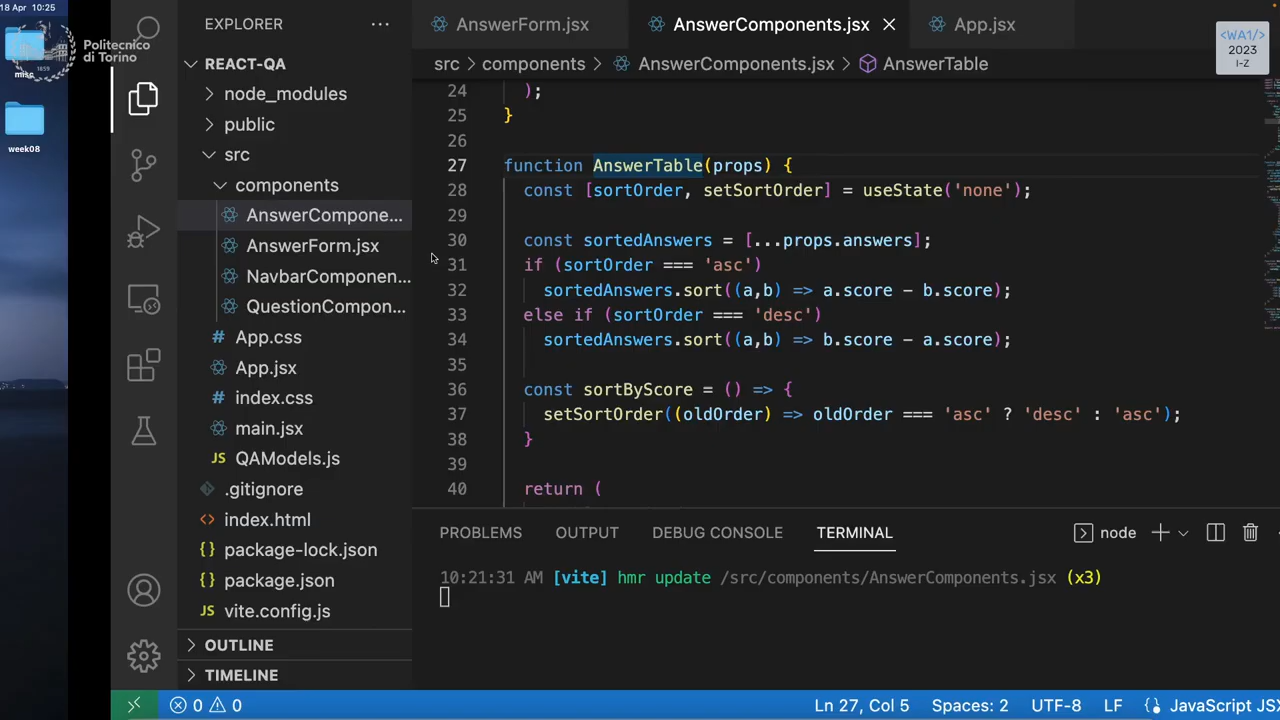 18 Apr 10:25
Politecnico
di Torino
1859
misc
week08
EXPLORER
REACT-QA
node_modules
public
src
components
AnswerCompone...
AnswerForm.jsx
NavbarComponen...
QuestionCompon...
# App.css
App.jsx
# index.css
main.jsx
JS QAModels.js
.gitignore
<> index.html
{} package-lock.json
{} package.json
JS vite.config.js
OUTLINE
TIMELINE
AnswerForm.jsx
AnswerComponents.jsx
App.jsx
<WA1/>
2023
I-Z
src > components > AnswerComponents.jsx > AnswerTable
24 );
25 }
26
27 function AnswerTable(props) {
28 const [sortOrder, setSortOrder] = useState('none');
29
30 const sortedAnswers = [...props.answers];
31 if (sortOrder === 'asc')
32 sortedAnswers.sort((a,b) => a.score - b.score);
33 else if (sortOrder === 'desc')
34 sortedAnswers.sort((a,b) => b.score - a.score);
35
36 const sortByScore = () => {
37 setSortOrder((oldOrder) => oldOrder === 'asc' ? 'desc' : 'asc');
38 }
39
40 return (
PROBLEMS OUTPUT DEBUG CONSOLE TERMINAL node
10:21:31 AM [vite] hmr update /src/components/AnswerComponents.jsx (x3)
0 0 Ln 27, Col 5 Spaces: 2 UTF-8 LF {} JavaScript JSX